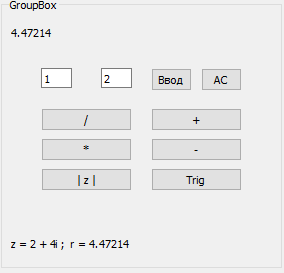 GroupBox
4.47214
1 2 Ввод AC
/ +
* -
| z | Trig
z = 2 + 4i ; r = 4.47214